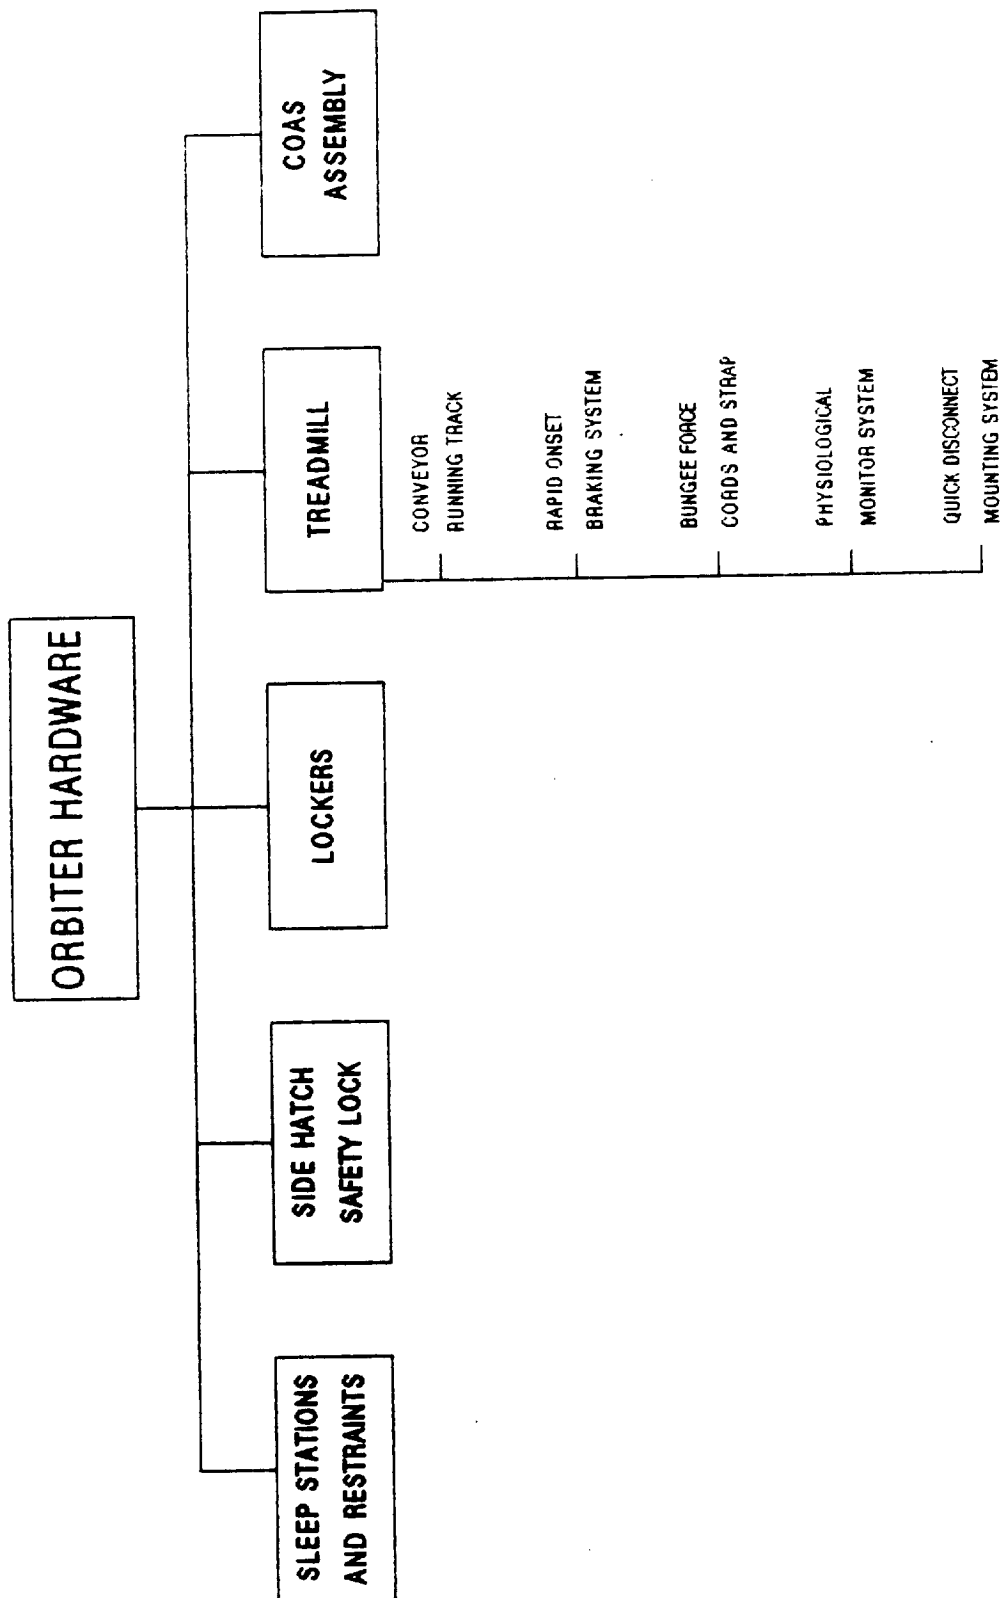 ORBITER HARDWARE
SLEEP STATIONS
AND RESTRAINTS
SIDE HATCH
SAFETY LOCK
LOCKERS
TREADMILL
CONVEYOR
RUNNING TRACK
RAPID ONSET
BRAKING SYSTEM
BUNGEE FORCE
CORDS AND STRAP
PHYSIOLOGICAL
MONITOR SYSTEM
QUICK DISCONNECT
MOUNTING SYSTEM
COAS
ASSEMBLY